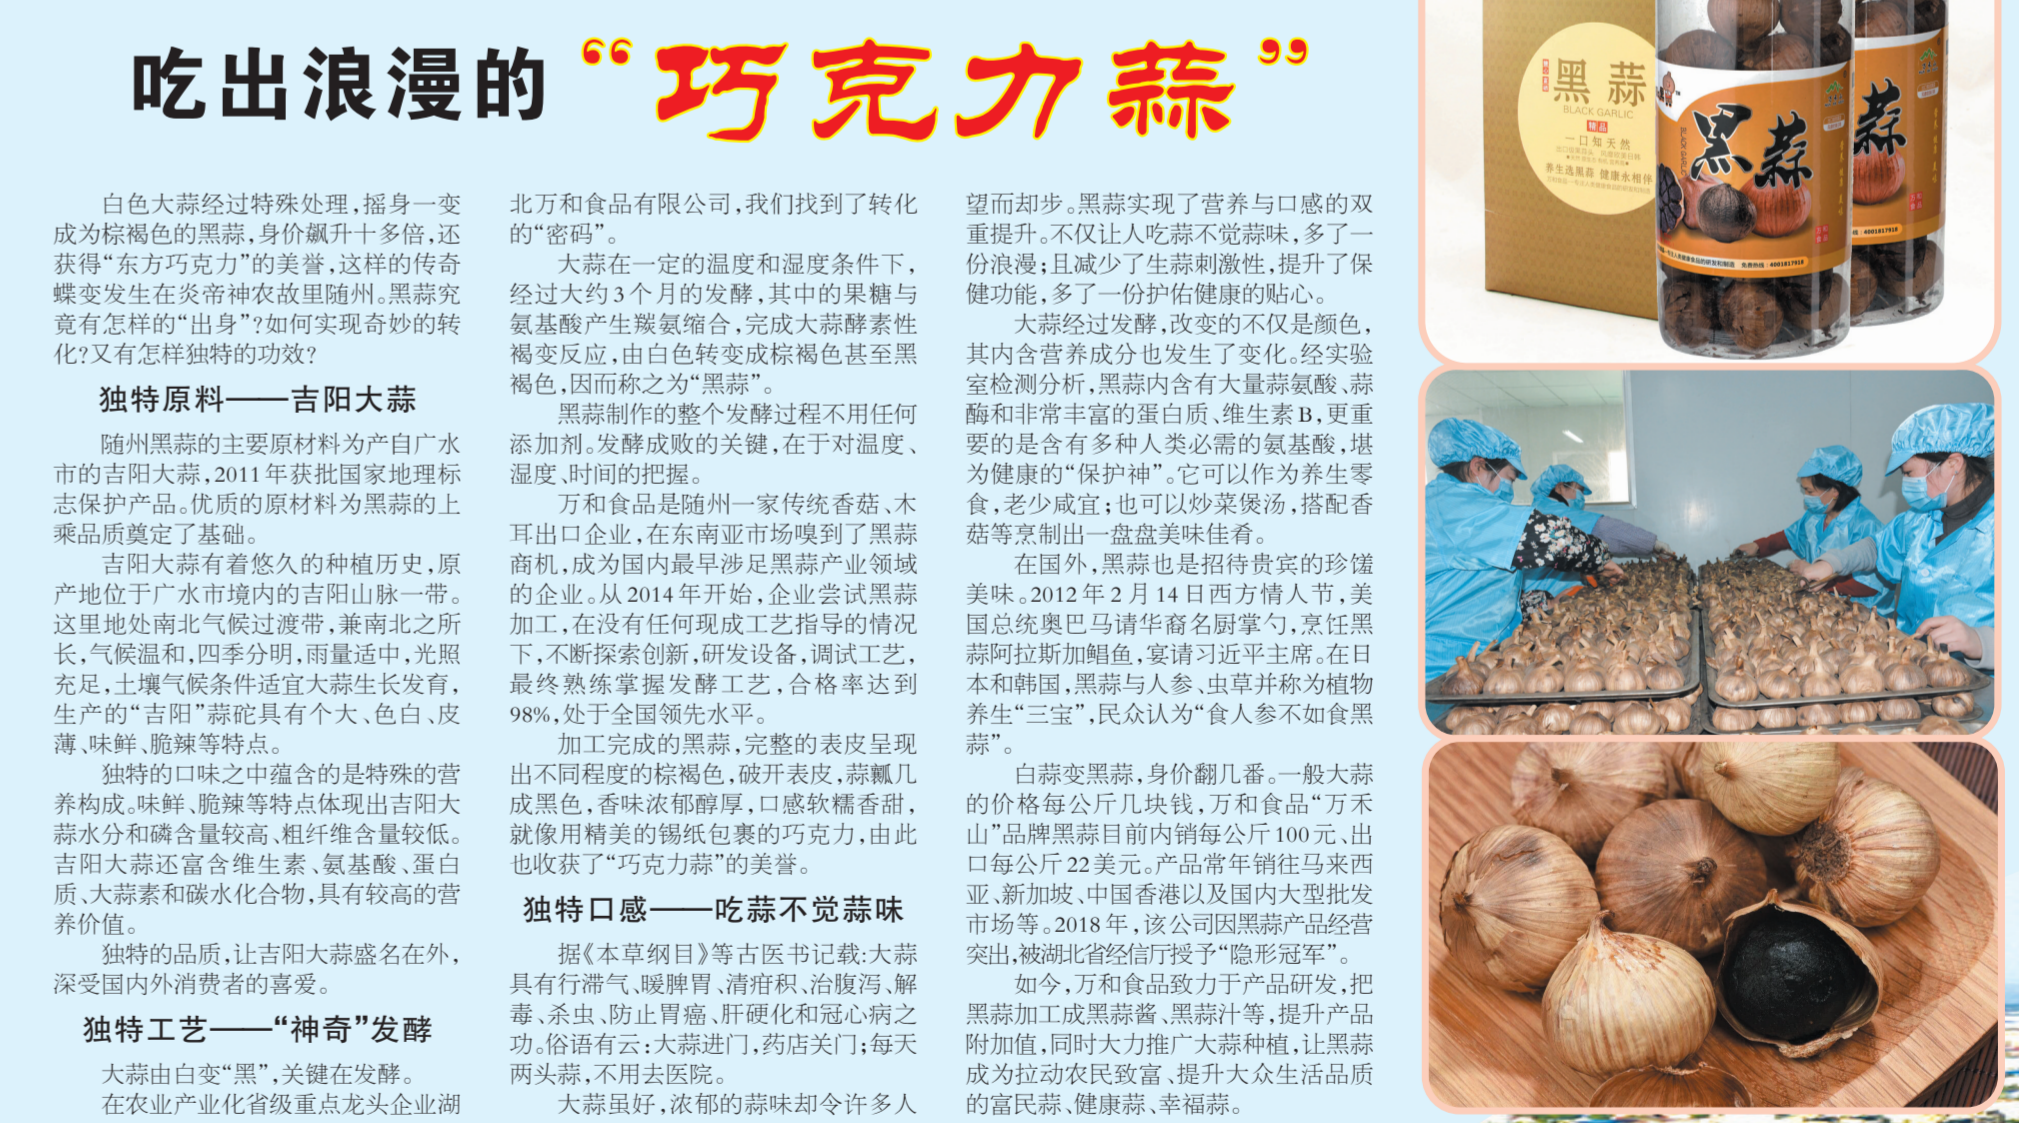 吃出浪漫的“巧克力蒜”
白色大蒜经过特殊处理,摇身一变
成为棕褐色的黑蒜,身价飙升十多倍,还
获得“东方巧克力”的美誉,这样的传奇
蝶变发生在炎帝神农故里随州。黑蒜究
竟有怎样的“出身”?如何实现奇妙的转
化?又有怎样独特的功效?
独特原料——吉阳大蒜
随州黑蒜的主要原材料为产自广水
市的吉阳大蒜,2011年获批国家地理标
志保护产品。优质的原材料为黑蒜的上
乘品质奠定了基础。
吉阳大蒜有着悠久的种植历史,原
产地位于广水市境内的吉阳山脉一带。
这里地处南北气候过渡带,兼南北之所
长,气候温和,四季分明,雨量适中,光照
充足,土壤气候条件适宜大蒜生长发育,
生产的“吉阳”蒜砣具有个大、色白、皮
薄、味鲜、脆辣等特点。
独特的口味之中蕴含的是特殊的营
养构成。味鲜、脆辣等特点体现出吉阳大
蒜水分和磷含量较高、粗纤维含量较低。
吉阳大蒜还富含维生素、氨基酸、蛋白
质、大蒜素和碳水化合物,具有较高的营
养价值。
独特的品质,让吉阳大蒜盛名在外,
深受国内外消费者的喜爱。
独特工艺——“神奇”发酵
大蒜由白变“黑”,关键在发酵。
在农业产业化省级重点龙头企业湖
北万和食品有限公司,我们找到了转化
的“密码”。
大蒜在一定的温度和湿度条件下,
经过大约3个月的发酵,其中的果糖与
氨基酸产生羰氨缩合,完成大蒜酵素性
褐变反应,由白色转变成棕褐色甚至黑
褐色,因而称之为“黑蒜”。
黑蒜制作的整个发酵过程不用任何
添加剂。发酵成败的关键,在于对温度、
湿度、时间的把握。
万和食品是随州一家传统香菇、木
耳出口企业,在东南亚市场嗅到了黑蒜
商机,成为国内最早涉足黑蒜产业领域
的企业。从2014年开始,企业尝试黑蒜
加工,在没有任何现成工艺指导的情况
下,不断探索创新,研发设备,调试工艺,
最终熟练掌握发酵工艺,合格率达到
98%,处于全国领先水平。
加工完成的黑蒜,完整的表皮呈现
出不同程度的棕褐色,破开表皮,蒜瓤几
成黑色,香味浓郁醇厚,口感软糯香甜,
就像用精美的锡纸包裹的巧克力,由此
也收获了“巧克力蒜”的美誉。
独特口感——吃蒜不觉蒜味
据《本草纲目》等古医书记载:大蒜
具有行滞气、暖脾胃、清疳积、治腹泻、解
毒、杀虫、防止胃癌、肝硬化和冠心病之
功。俗语有云:大蒜进门,药店关门;每天
两头蒜,不用去医院。
大蒜虽好,浓郁的蒜味却令许多人
望而却步。黑蒜实现了营养与口感的双
重提升。不仅让人吃蒜不觉蒜味,多了一
份浪漫;且减少了生蒜刺激性,提升了保
健功能,多了一份护佑健康的贴心。
大蒜经过发酵,改变的不仅是颜色,
其内含营养成分也发生了变化。经实验
室检测分析,黑蒜内含有大量蒜氨酸、蒜
酶和非常丰富的蛋白质、维生素B,更重
要的是含有多种人类必需的氨基酸,堪
为健康的“保护神”。它可以作为养生零
食,老少咸宜;也可以炒菜煲汤,搭配香
菇等烹制出一盘盘美味佳肴。
在国外,黑蒜也是招待贵宾的珍馐
美味。2012年2月14日西方情人节,美
国总统奥巴马请华裔名厨掌勺,烹饪黑
蒜阿拉斯加鲳鱼,宴请习近平主席。在日
本和韩国,黑蒜与人参、虫草并称为植物
养生“三宝”,民众认为“食人参不如食黑
蒜”。
白蒜变黑蒜,身价翻几番。一般大蒜
的价格每公斤几块钱,万和食品“万禾
山”品牌黑蒜目前内销每公斤100元、出
口每公斤22美元。产品常年销往马来西
亚、新加坡、中国香港以及国内大型批发
市场等。2018年,该公司因黑蒜产品经营
突出,被湖北省经信厅授予“隐形冠军”。
如今,万和食品致力于产品研发,把
黑蒜加工成黑蒜酱、黑蒜汁等,提升产品
附加值,同时大力推广大蒜种植,让黑蒜
成为拉动农民致富、提升大众生活品质
的富民蒜、健康蒜、幸福蒜。
黑蒜
BLACK GARLIC
精品
一口知天然
养生选黑蒜 健康永相伴
黑蒜
BLACK GARLIC
免费热线:4001817918
蒜
4001817918